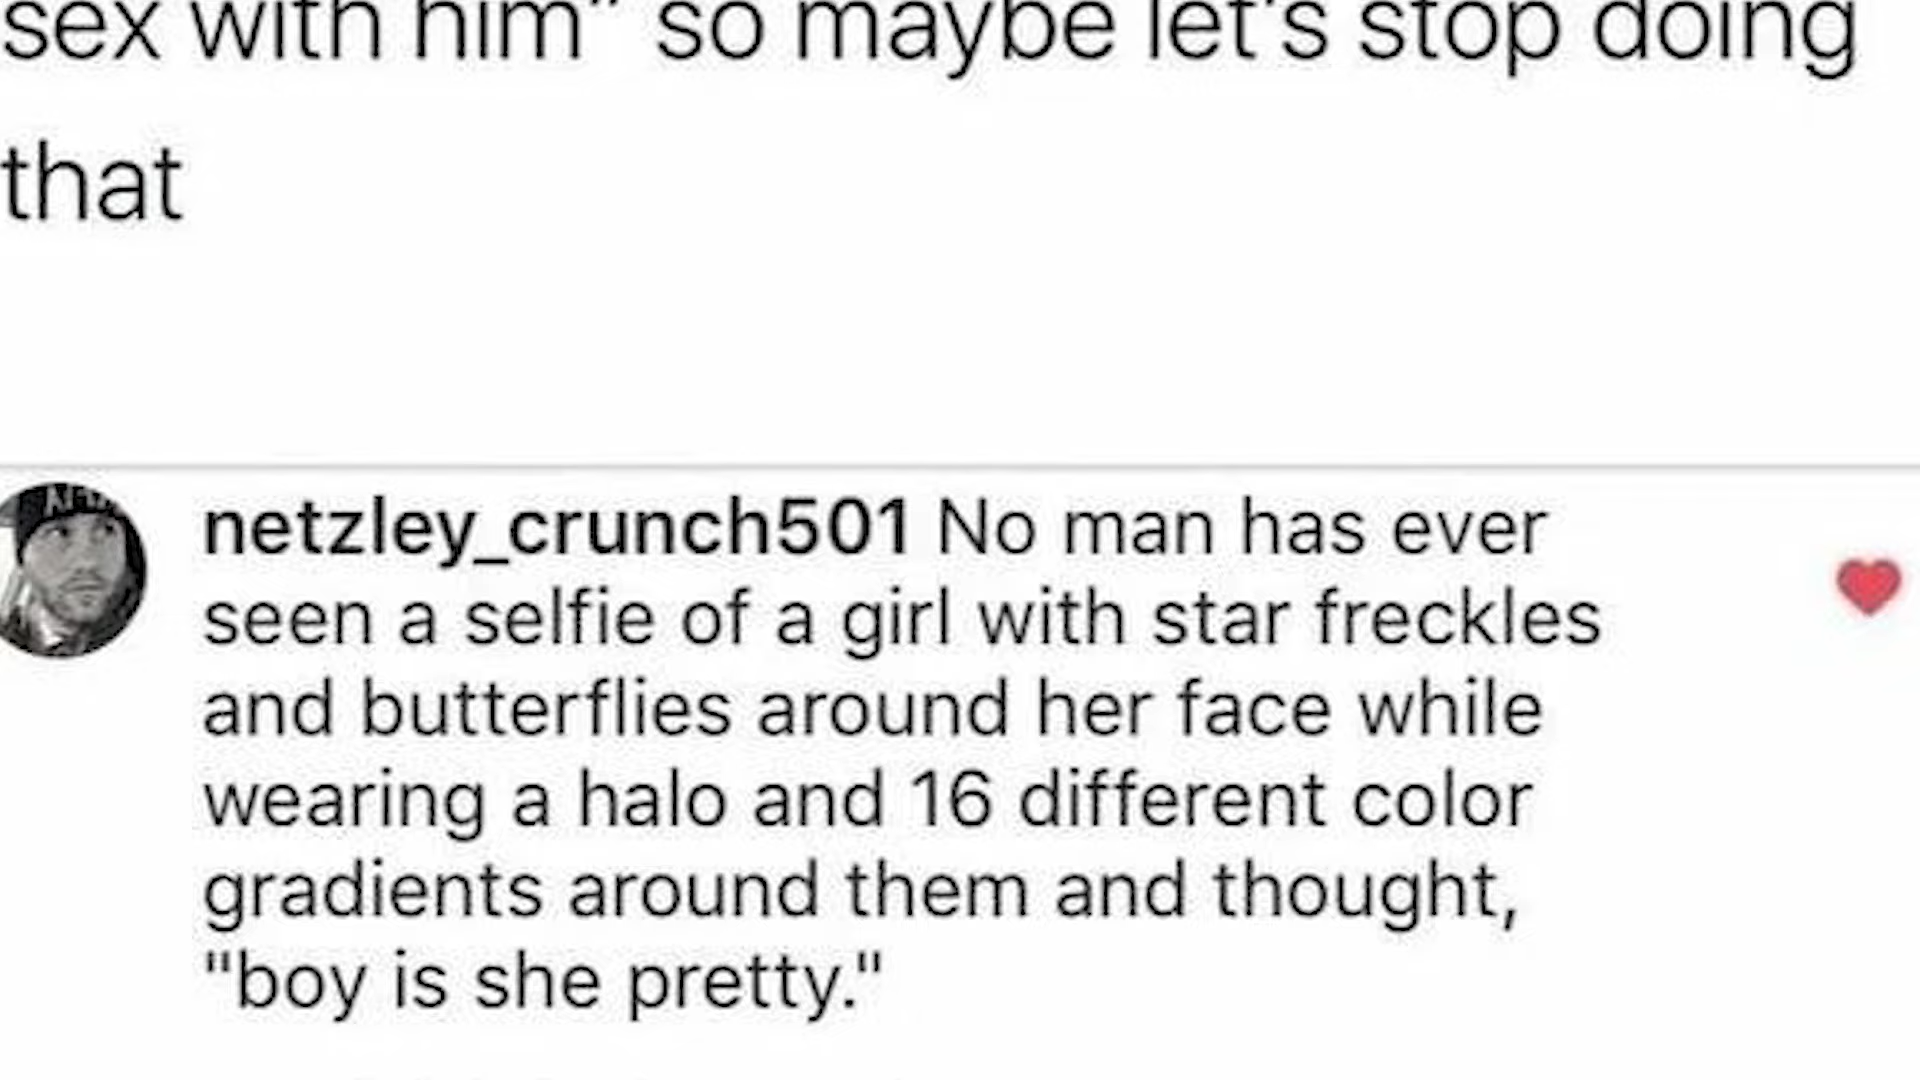 sex with him” so maybe let's stop doing
that
netzley_crunch501 No man has ever
seen a selfie of a girl with star freckles
and butterflies around her face while
wearing a halo and 16 different color
gradients around them and thought,
"boy is she pretty."